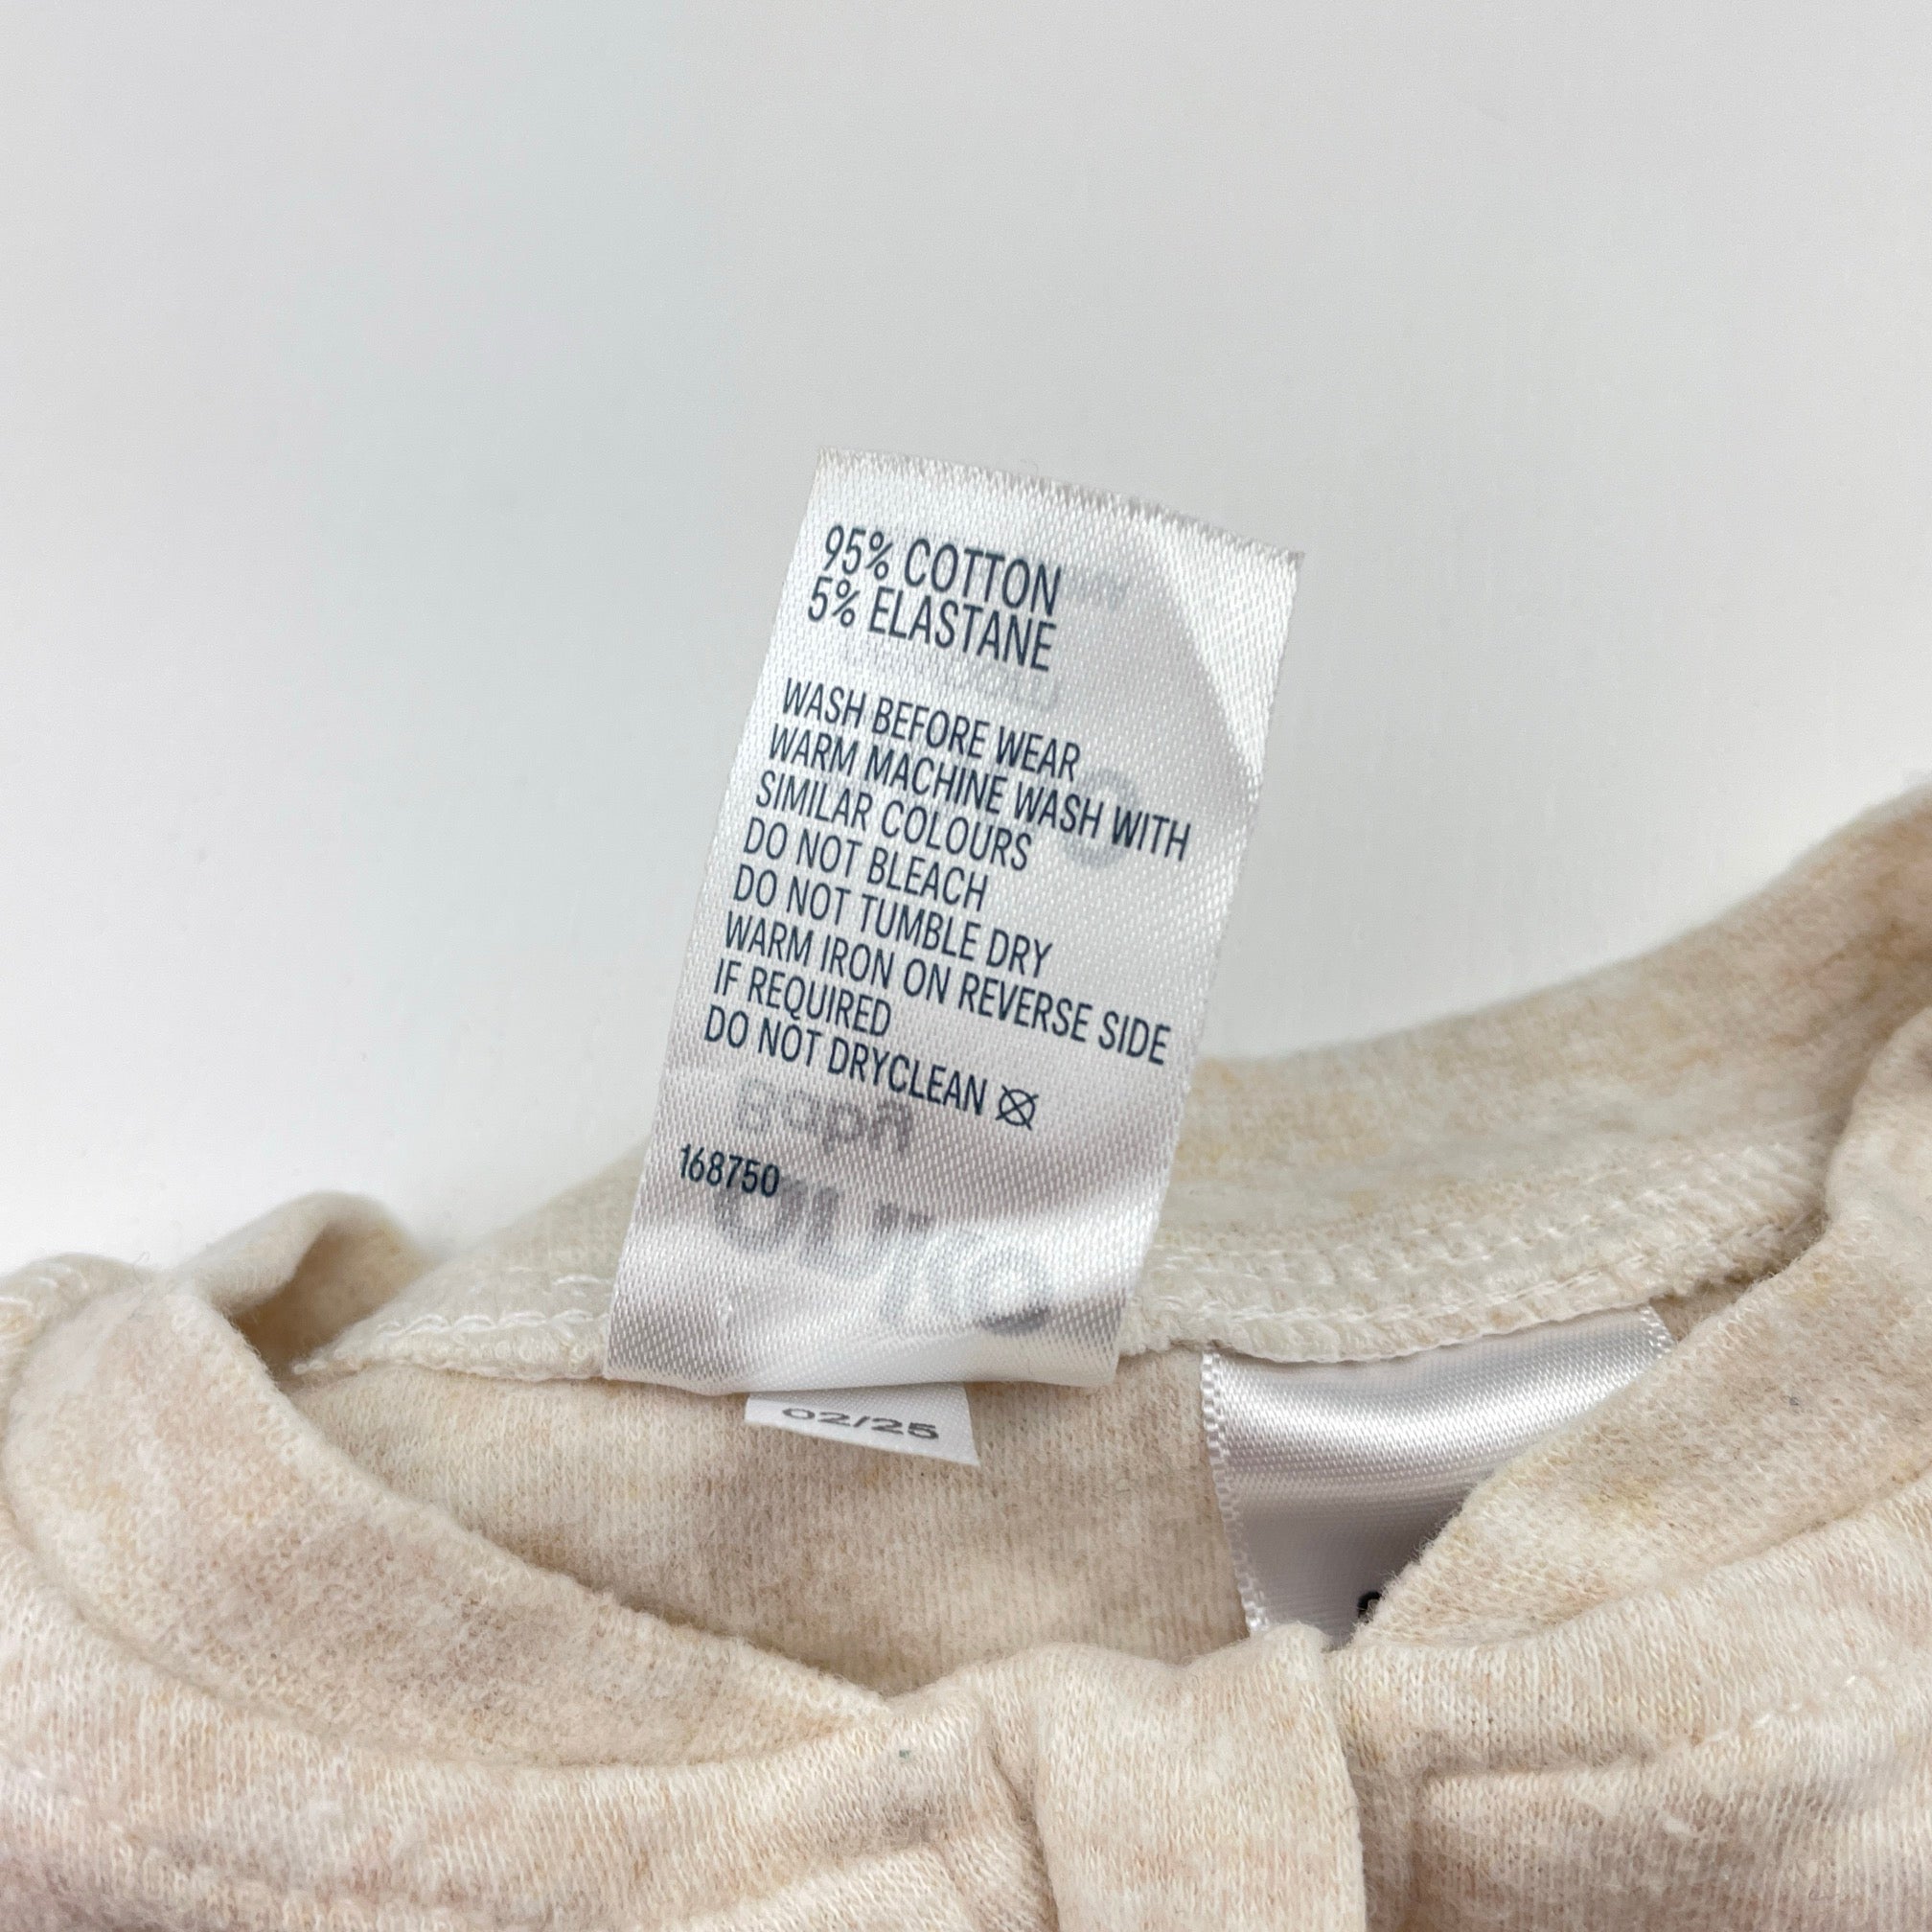 95% COTTON
5% ELASTANE
WASH BEFORE WEAR
WARM MACHINE WASH WITH
SIMILAR COLOURS
DO NOT BLEACH
DO NOT TUMBLE DRY
WARM IRON ON REVERSE SIDE
IF REQUIRED
DO NOT DRYCLEAN
168750
02/25